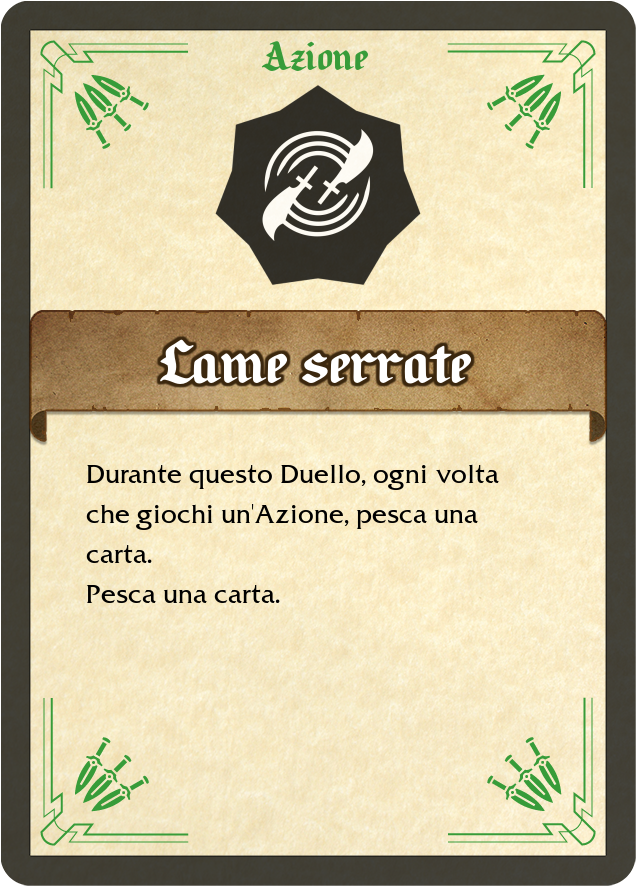 Azione
Lame serrate
Durante questo Duello, ogni volta
che giochi un'Azione, pesca una
carta.
Pesca una carta.